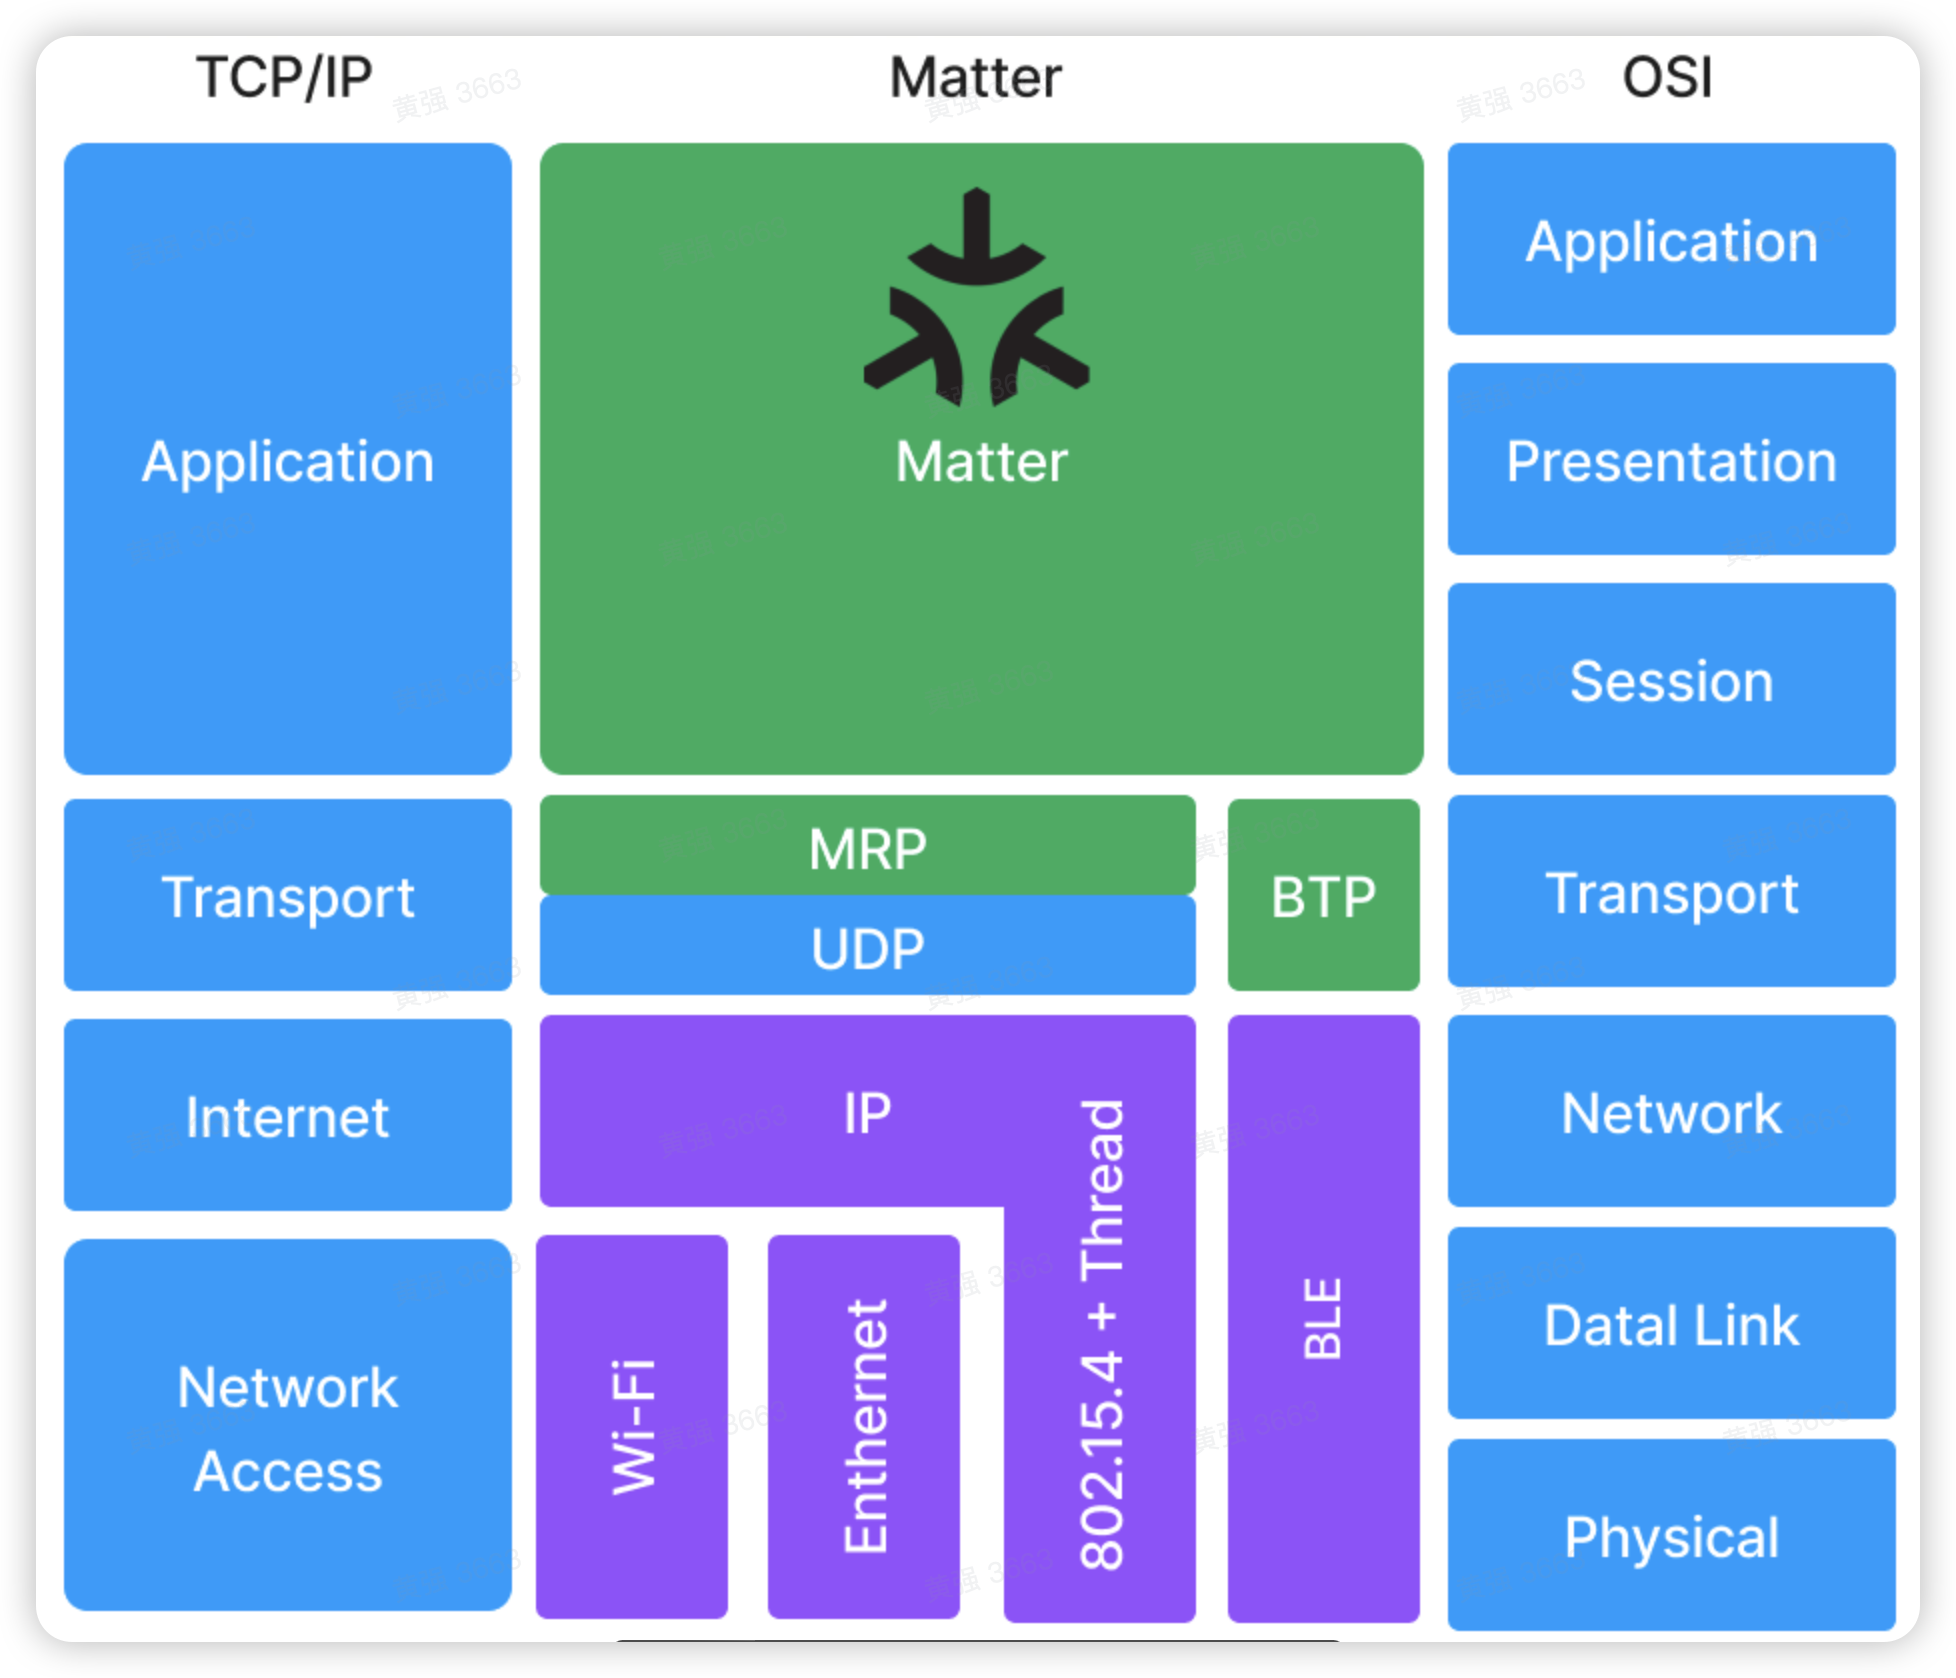 TCP/IP
Matter
OSI
Application
Matter
Application
Presentation
Session
Transport
MRP
UDP
BTP
Transport
Internet
IP
802.15.4 + Thread
BLE
Network
Network
Access
Wi-Fi
Enthernet
Datal Link
Physical
黄强 3663